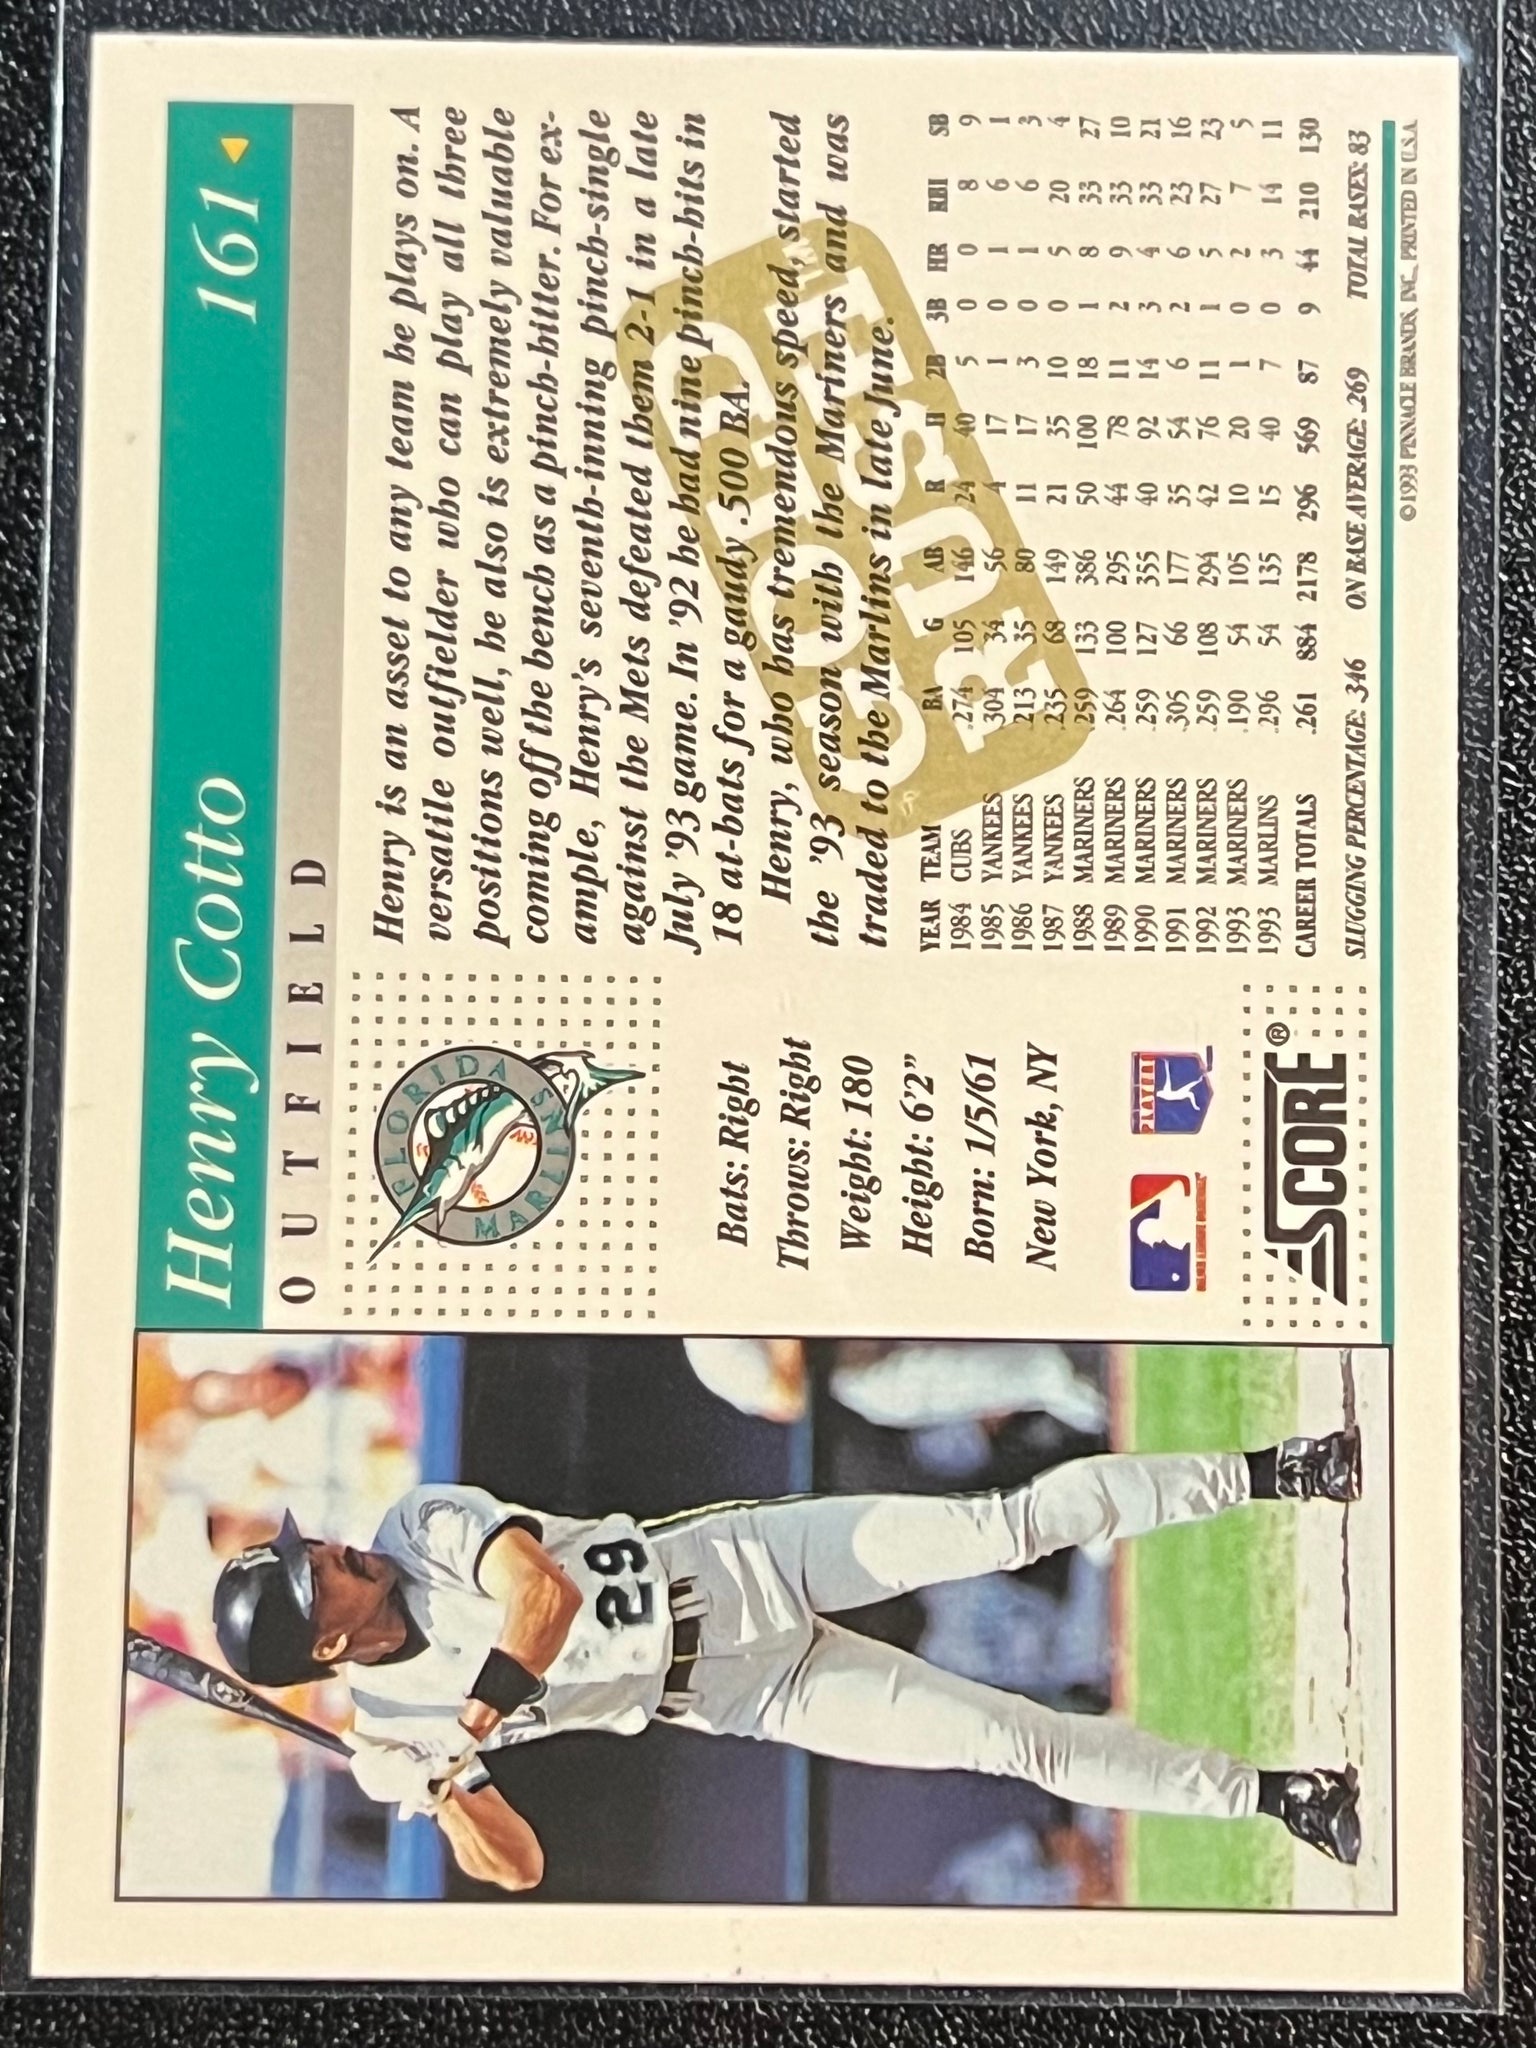 Henry Cotto 161
OUTFIELD
FLORIDA MARLINS
Bats: Right
Throws: Right
Weight: 180
Height: 6'2"
Born: 1/5/61
New York, NY
PLAYERS
SCORE®
Henry is an asset to any team he plays on. A
versatile outfielder who can play all three
positions well, he also is extremely valuable
coming off the bench as a pinch-hitter. For ex-
ample, Henry's seventh-inning pinch-single
against the Mets defeated them 2-1 in a late
July '93 game. In '92 he had nine pinch-hits in
18 at-bats for a gaudy .500 BA.
Henry, who has tremendous speed, started
the '93 season with the Mariners and was
traded to the Marlins in late June.
GOLD
RUSH
TM
YEAR TEAM BA G AB R H 2B 3B HR RBI SB
1984 CUBS .274 105 146 24 40 5 0 0 8 9
1985 YANKEES .304 34 56 4 17 1 0 1 6 1
1986 YANKEES .213 35 80 11 17 3 0 1 6 3
1987 YANKEES .235 68 149 21 35 10 0 5 20 4
1988 MARINERS .259 133 386 50 100 18 1 8 33 27
1989 MARINERS .264 100 295 44 78 11 2 9 33 10
1990 MARINERS .259 127 355 40 92 14 3 4 33 21
1991 MARINERS .305 66 177 35 54 6 2 6 23 16
1992 MARINERS .259 108 294 42 76 11 1 5 27 23
1993 MARINERS .190 54 105 10 20 1 0 2 7 5
1993 MARLINS .296 54 135 15 40 7 0 3 14 11
CAREER TOTALS .261 884 2178 296 569 87 9 44 210 130
SLUGGING PERCENTAGE: .346 ON BASE AVERAGE: .269 TOTAL BASES: 83
©1993 PINNACLE BRANDS, INC., PRINTED IN U.S.A.
29